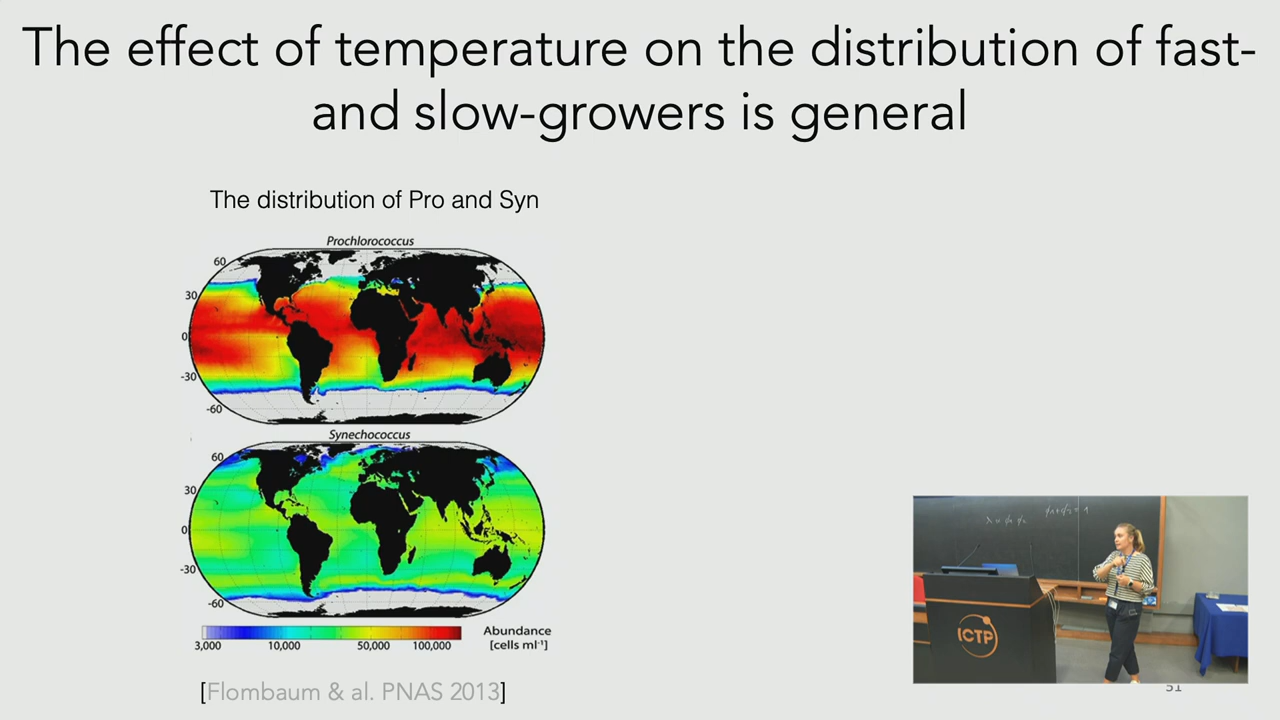 The effect of temperature on the distribution of fast-
and slow-growers is general
The distribution of Pro and Syn
Prochlorococcus
60
30
0
-30
-60
Synechococcus
60
30
0
-30
-60
3,000
10,000
50,000
100,000
Abundance
[cells ml⁻¹]
[Flombaum & al. PNAS 2013]
ICTP
51